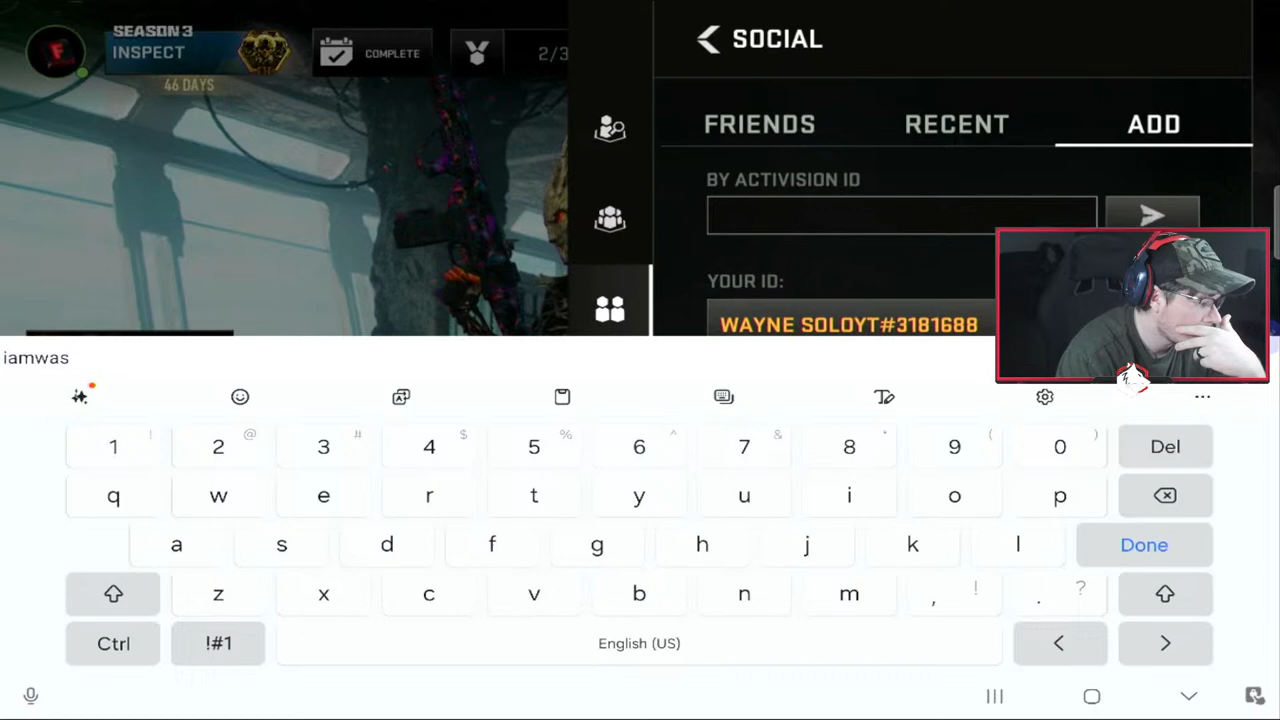 SEASON 3
INSPECT
46 DAYS
COMPLETE
2/3
SOCIAL
FRIENDS RECENT ADD
BY ACTIVISION ID
YOUR ID:
WAYNE SOLOYT#3181688
iamwas
1 ! 2 @ 3 # 4 $ 5 % 6 ^ 7 & 8 * 9 ( 0 ) Del
q w e r t y u i o p
a s d f g h j k l Done
z x c v b n m , ! . ?
Ctrl !#1 English (US) < >